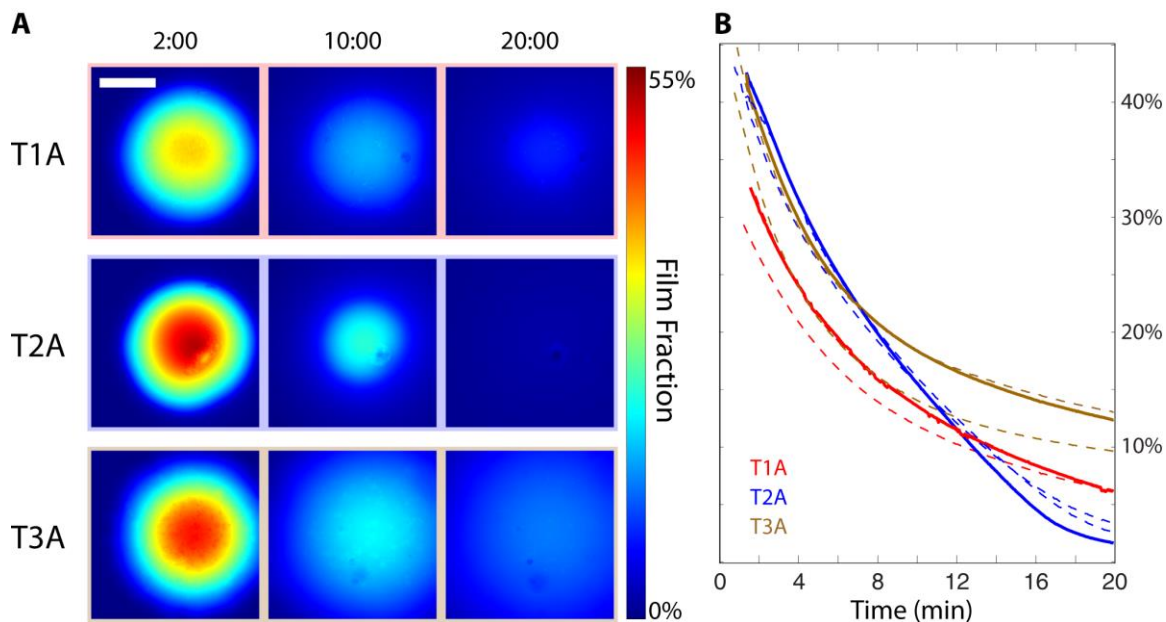 A
2:00 10:00 20:00
T1A
T2A
T3A
55%
Film Fraction
0%
B
40%
30%
20%
10%
T1A
T2A
T3A
0 4 8 12 16 20
Time (min)